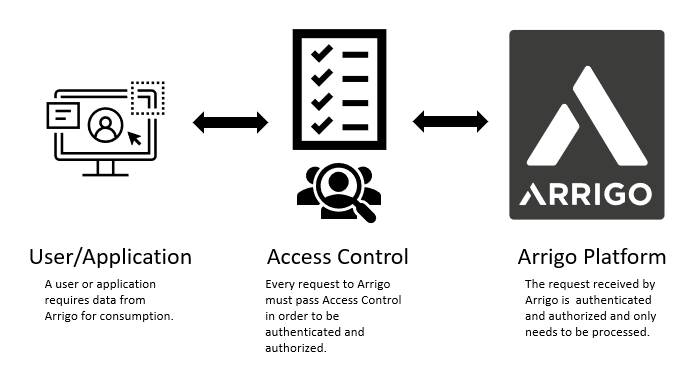 ARRIGO
User/Application
A user or application
requires data from
Arrigo for consumption.
Access Control
Every request to Arrigo
must pass Access Control
in order to be
authenticated and
authorized.
Arrigo Platform
The request received by
Arrigo is  authenticated
and authorized and only
needs to be processed.